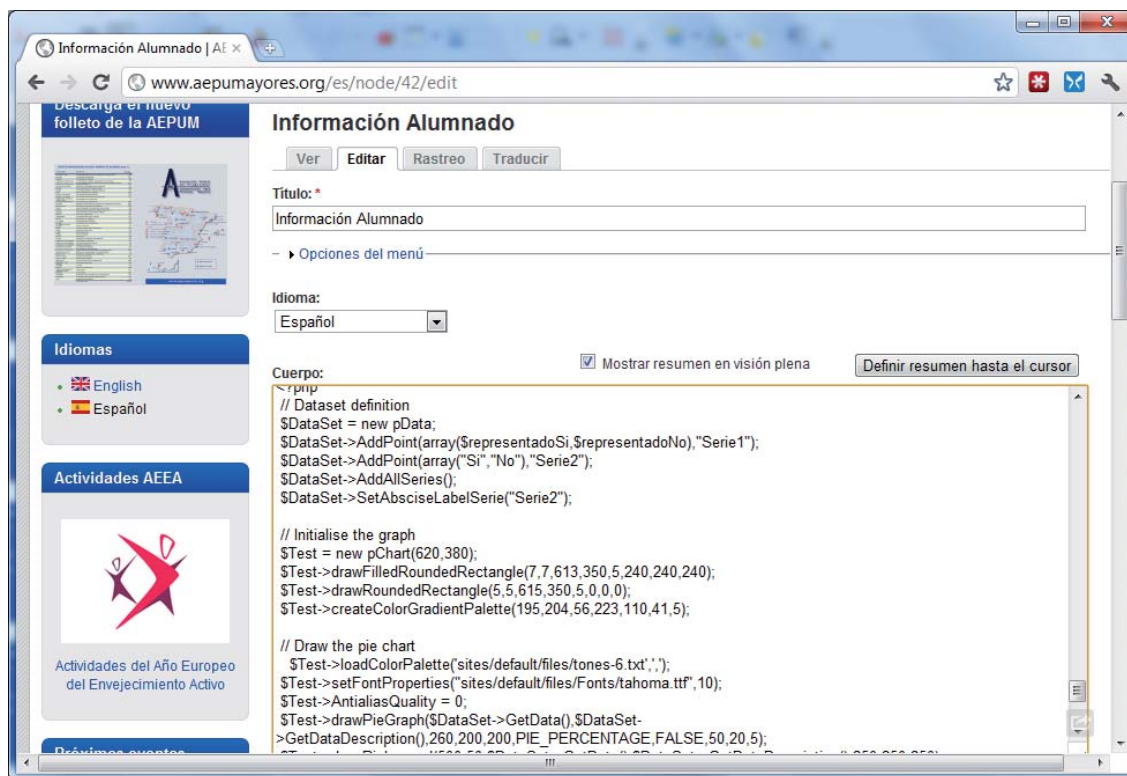 Información Alumnado | AE
www.aepumayores.org/es/node/42/edit
Descarga el nuevo
folleto de la AEPUM
Idiomas
English
Español
Actividades AEEA
Actividades del Año Europeo
del Envejecimiento Activo
Próximos eventos
Información Alumnado
Ver Editar Rastreo Traducir
Título: *
Información Alumnado
Opciones del menú
Idioma:
Español
Cuerpo:
Mostrar resumen en visión plena
Definir resumen hasta el cursor
<?php
// Dataset definition
$DataSet = new pData;
$DataSet->AddPoint(array($representadoSi,$representadoNo),"Serie1");
$DataSet->AddPoint(array("Si","No"),"Serie2");
$DataSet->AddAllSeries();
$DataSet->SetAbsciseLabelSerie("Serie2");
// Initialise the graph
$Test = new pChart(620,380);
$Test->drawFilledRoundedRectangle(7,7,613,350,5,240,240,240);
$Test->drawRoundedRectangle(5,5,615,350,5,0,0,0);
$Test->createColorGradientPalette(195,204,56,223,110,41,5);
// Draw the pie chart
$Test->loadColorPalette('sites/default/files/tones-6.txt',',');
$Test->setFontProperties("sites/default/files/Fonts/tahoma.ttf",10);
$Test->AntialiasQuality = 0;
$Test->drawPieGraph($DataSet->GetData(),$DataSet-
>GetDataDescription(),260,200,200,PIE_PERCENTAGE,FALSE,50,20,5);